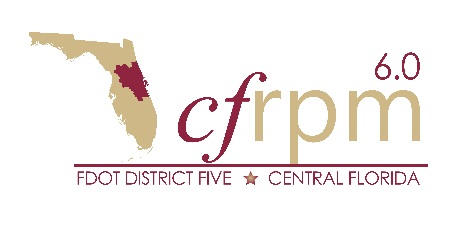 6.0
cfrpm
FDOT DISTRICT FIVE ★ CENTRAL FLORIDA